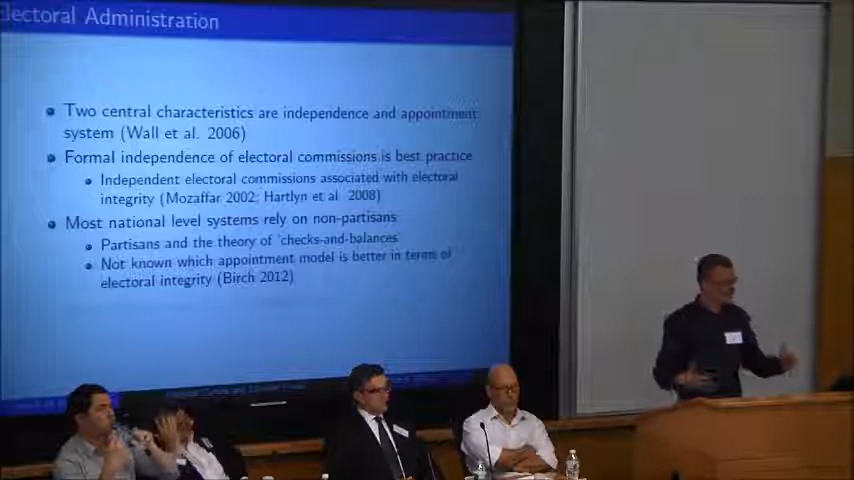 Electoral Administration
Two central characteristics are independence and appointment
system (Wall et al. 2006)
Formal independence of electoral commissions is best practice
Independent electoral commissions associated with electoral
integrity (Mozaffar 2002; Hartlyn et al. 2008)
Most national level systems rely on non-partisans
Partisans and the theory of 'checks-and-balances'
Not known which appointment model is better in terms of
electoral integrity (Birch 2012)